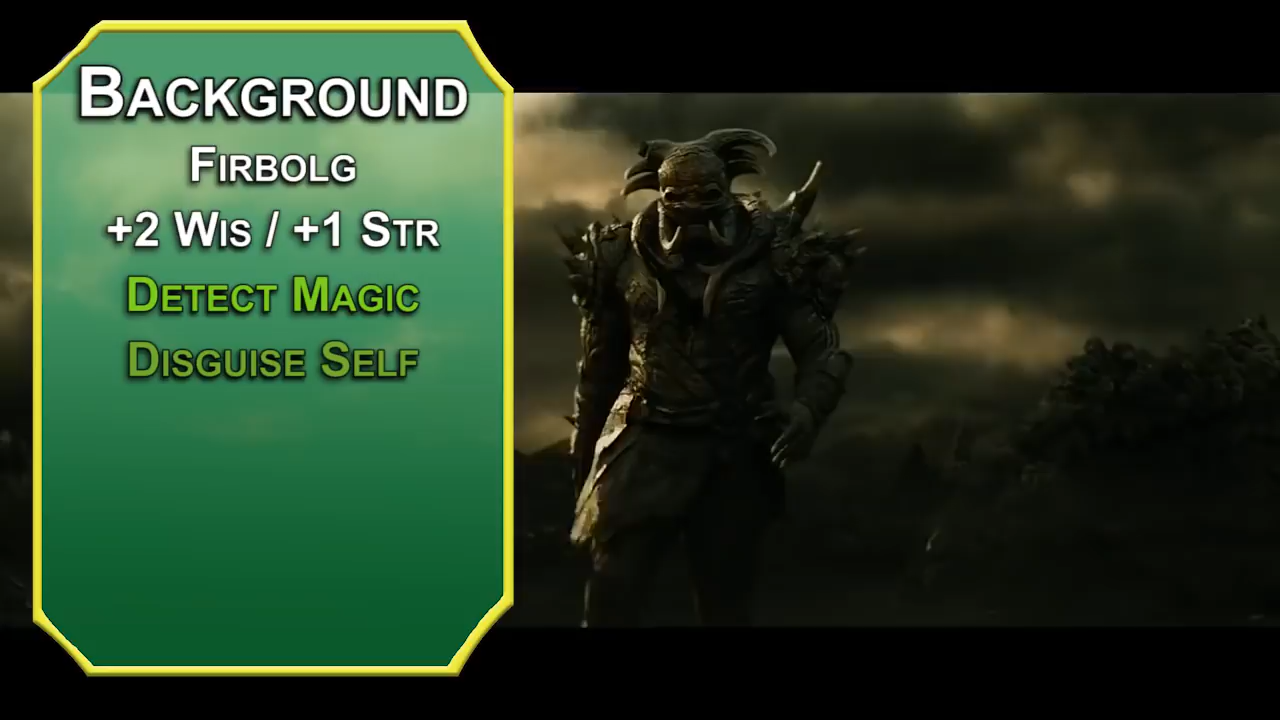 Background
Firbolg
+2 Wis / +1 Str
Detect Magic
Disguise Self